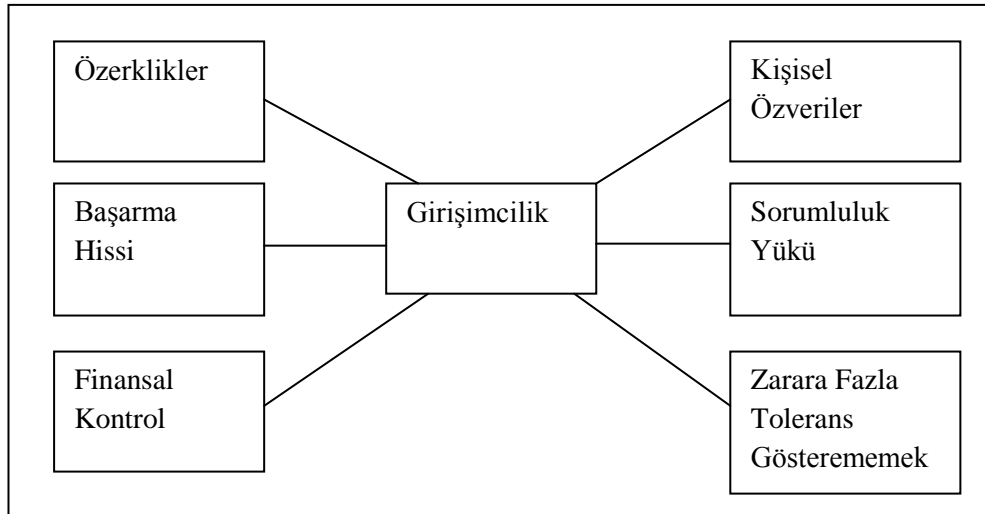 Özerklikler
Başarma
Hissi
Finansal
Kontrol
Girişimcilik
Kişisel
Özveriler
Sorumluluk
Yükü
Zarara Fazla
Tolerans
Gösterememek